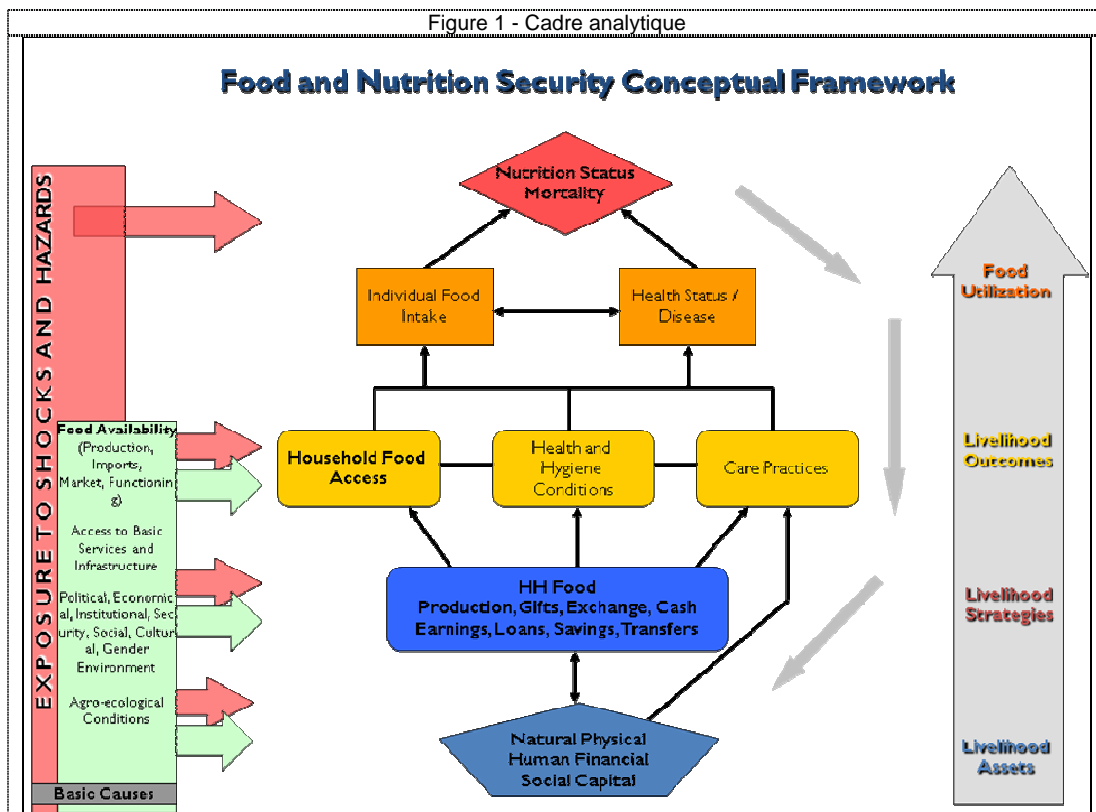 Figure 1 - Cadre analytique
Food and Nutrition Security Conceptual Framework
EXPOSURE TO SHOCKS AND HAZARDS
Nutrition Status
Mortality
Individual Food
Intake
Health Status /
Disease
Food
Utilization
Food Availability
(Production,
Imports,
Market, Functionin
g)
Access to Basic
Services and
Infrastructure
Political, Economic
al, Institutional, Sec
urity, Social, Cultur
al, Gender
Environment
Agro-ecological
Conditions
Basic Causes
Household Food
Access
Health and
Hygiene
Conditions
Care Practices
Livelihood
Outcomes
HH Food
Production, Gifts, Exchange, Cash
Earnings, Loans, Savings, Transfers
Livelihood
Strategies
Natural Physical
Human Financial
Social Capital
Livelihood
Assets